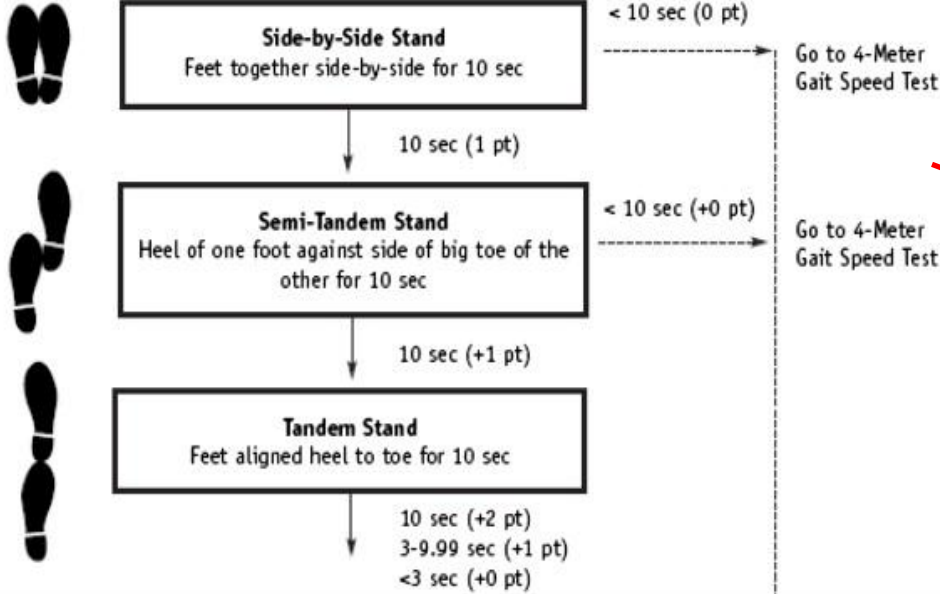 < 10 sec (0 pt)
Side-by-Side Stand
Feet together side-by-side for 10 sec
Go to 4-Meter
Gait Speed Test
10 sec (1 pt)
< 10 sec (+0 pt)
Semi-Tandem Stand
Heel of one foot against side of big toe of the
other for 10 sec
Go to 4-Meter
Gait Speed Test
10 sec (+1 pt)
Tandem Stand
Feet aligned heel to toe for 10 sec
10 sec (+2 pt)
3-9.99 sec (+1 pt)
<3 sec (+0 pt)